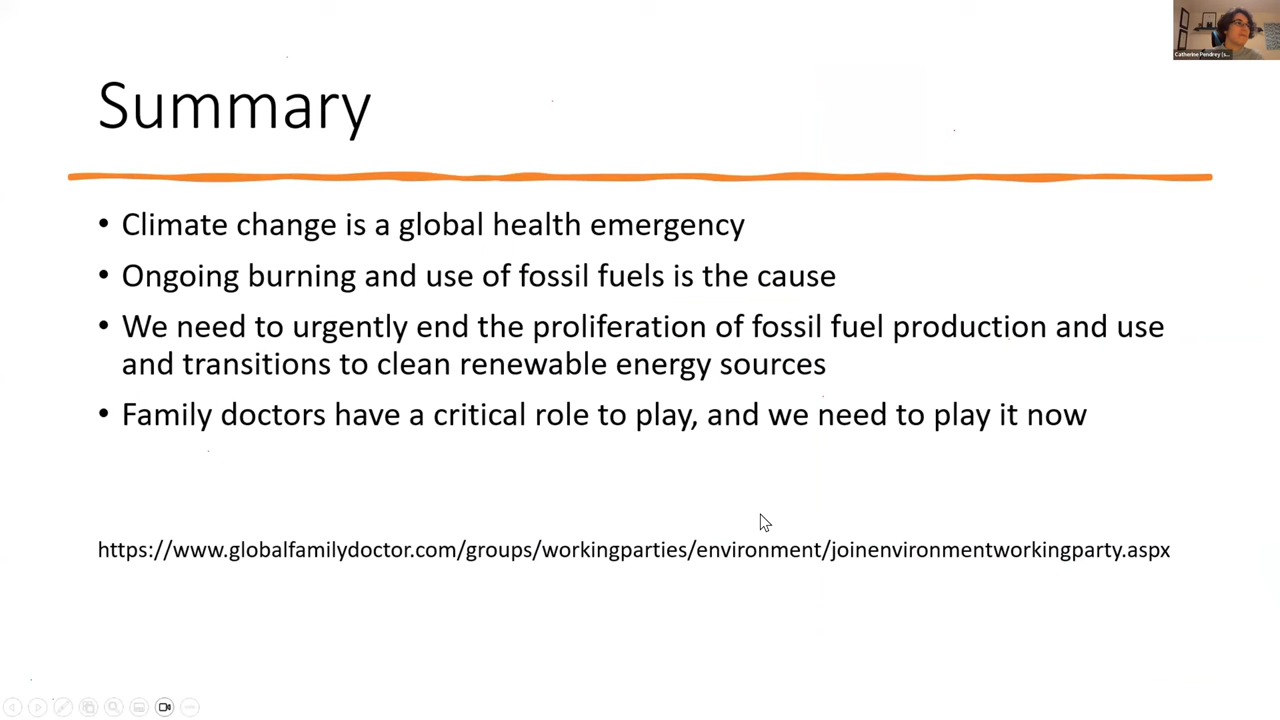 Catherine Pendrey (s...
Summary
• Climate change is a global health emergency
• Ongoing burning and use of fossil fuels is the cause
• We need to urgently end the proliferation of fossil fuel production and use
and transitions to clean renewable energy sources
• Family doctors have a critical role to play, and we need to play it now
https://www.globalfamilydoctor.com/groups/workingparties/environment/joinenvironmentworkingparty.aspx